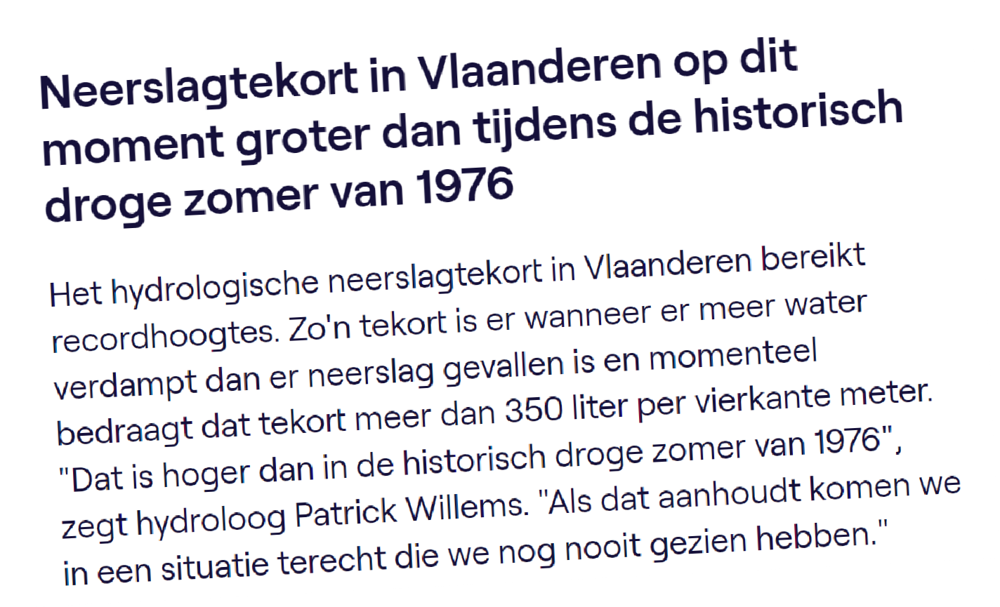 Neerslagtekort in Vlaanderen op dit
moment groter dan tijdens de historisch
droge zomer van 1976
Het hydrologische neerslagtekort in Vlaanderen bereikt
recordhoogtes. Zo'n tekort is er wanneer er meer water
verdampt dan er neerslag gevallen is en momenteel
bedraagt dat tekort meer dan 350 liter per vierkante meter.
"Dat is hoger dan in de historisch droge zomer van 1976",
zegt hydroloog Patrick Willems. "Als dat aanhoudt komen we
in een situatie terecht die we nog nooit gezien hebben."